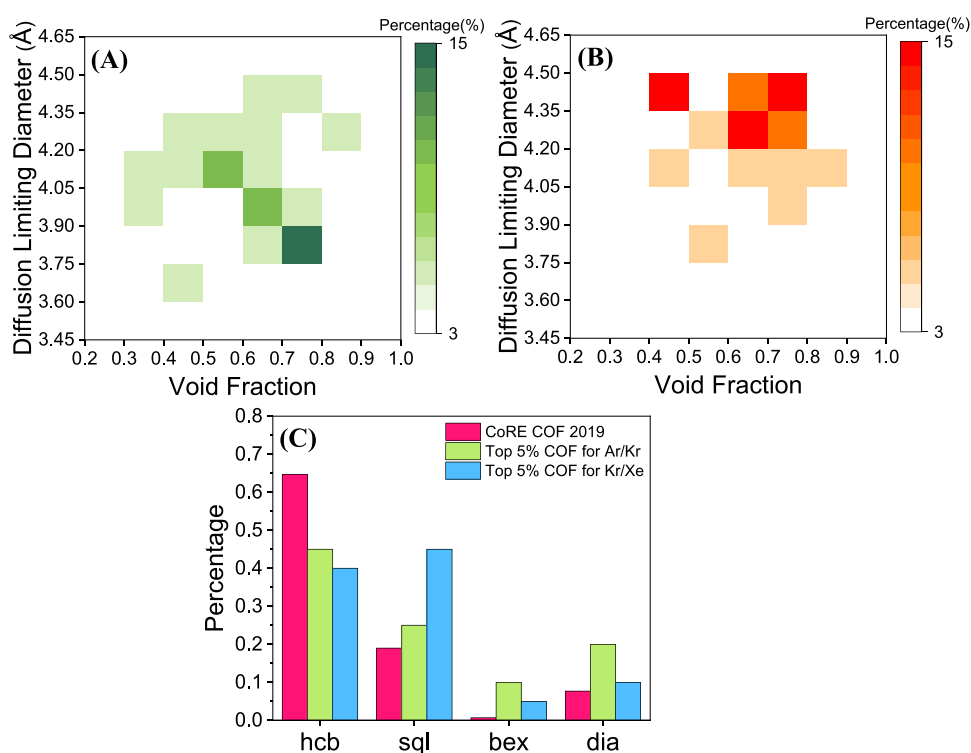 Percentage(%)
15
3
(A)
Diffusion Limiting Diameter (Å)
4.65
4.50
4.35
4.20
4.05
3.90
3.75
3.60
3.45
0.2 0.3 0.4 0.5 0.6 0.7 0.8 0.9 1.0
Void Fraction
Percentage(%)
15
3
(B)
Diffusion Limiting Diameter (Å)
4.65
4.50
4.35
4.20
4.05
3.90
3.75
3.60
3.45
0.2 0.3 0.4 0.5 0.6 0.7 0.8 0.9 1.0
Void Fraction
(C)
CoRE COF 2019
Top 5% COF for Ar/Kr
Top 5% COF for Kr/Xe
Percentage
0.8
0.7
0.6
0.5
0.4
0.3
0.2
0.1
0.0
hcb sql bex dia